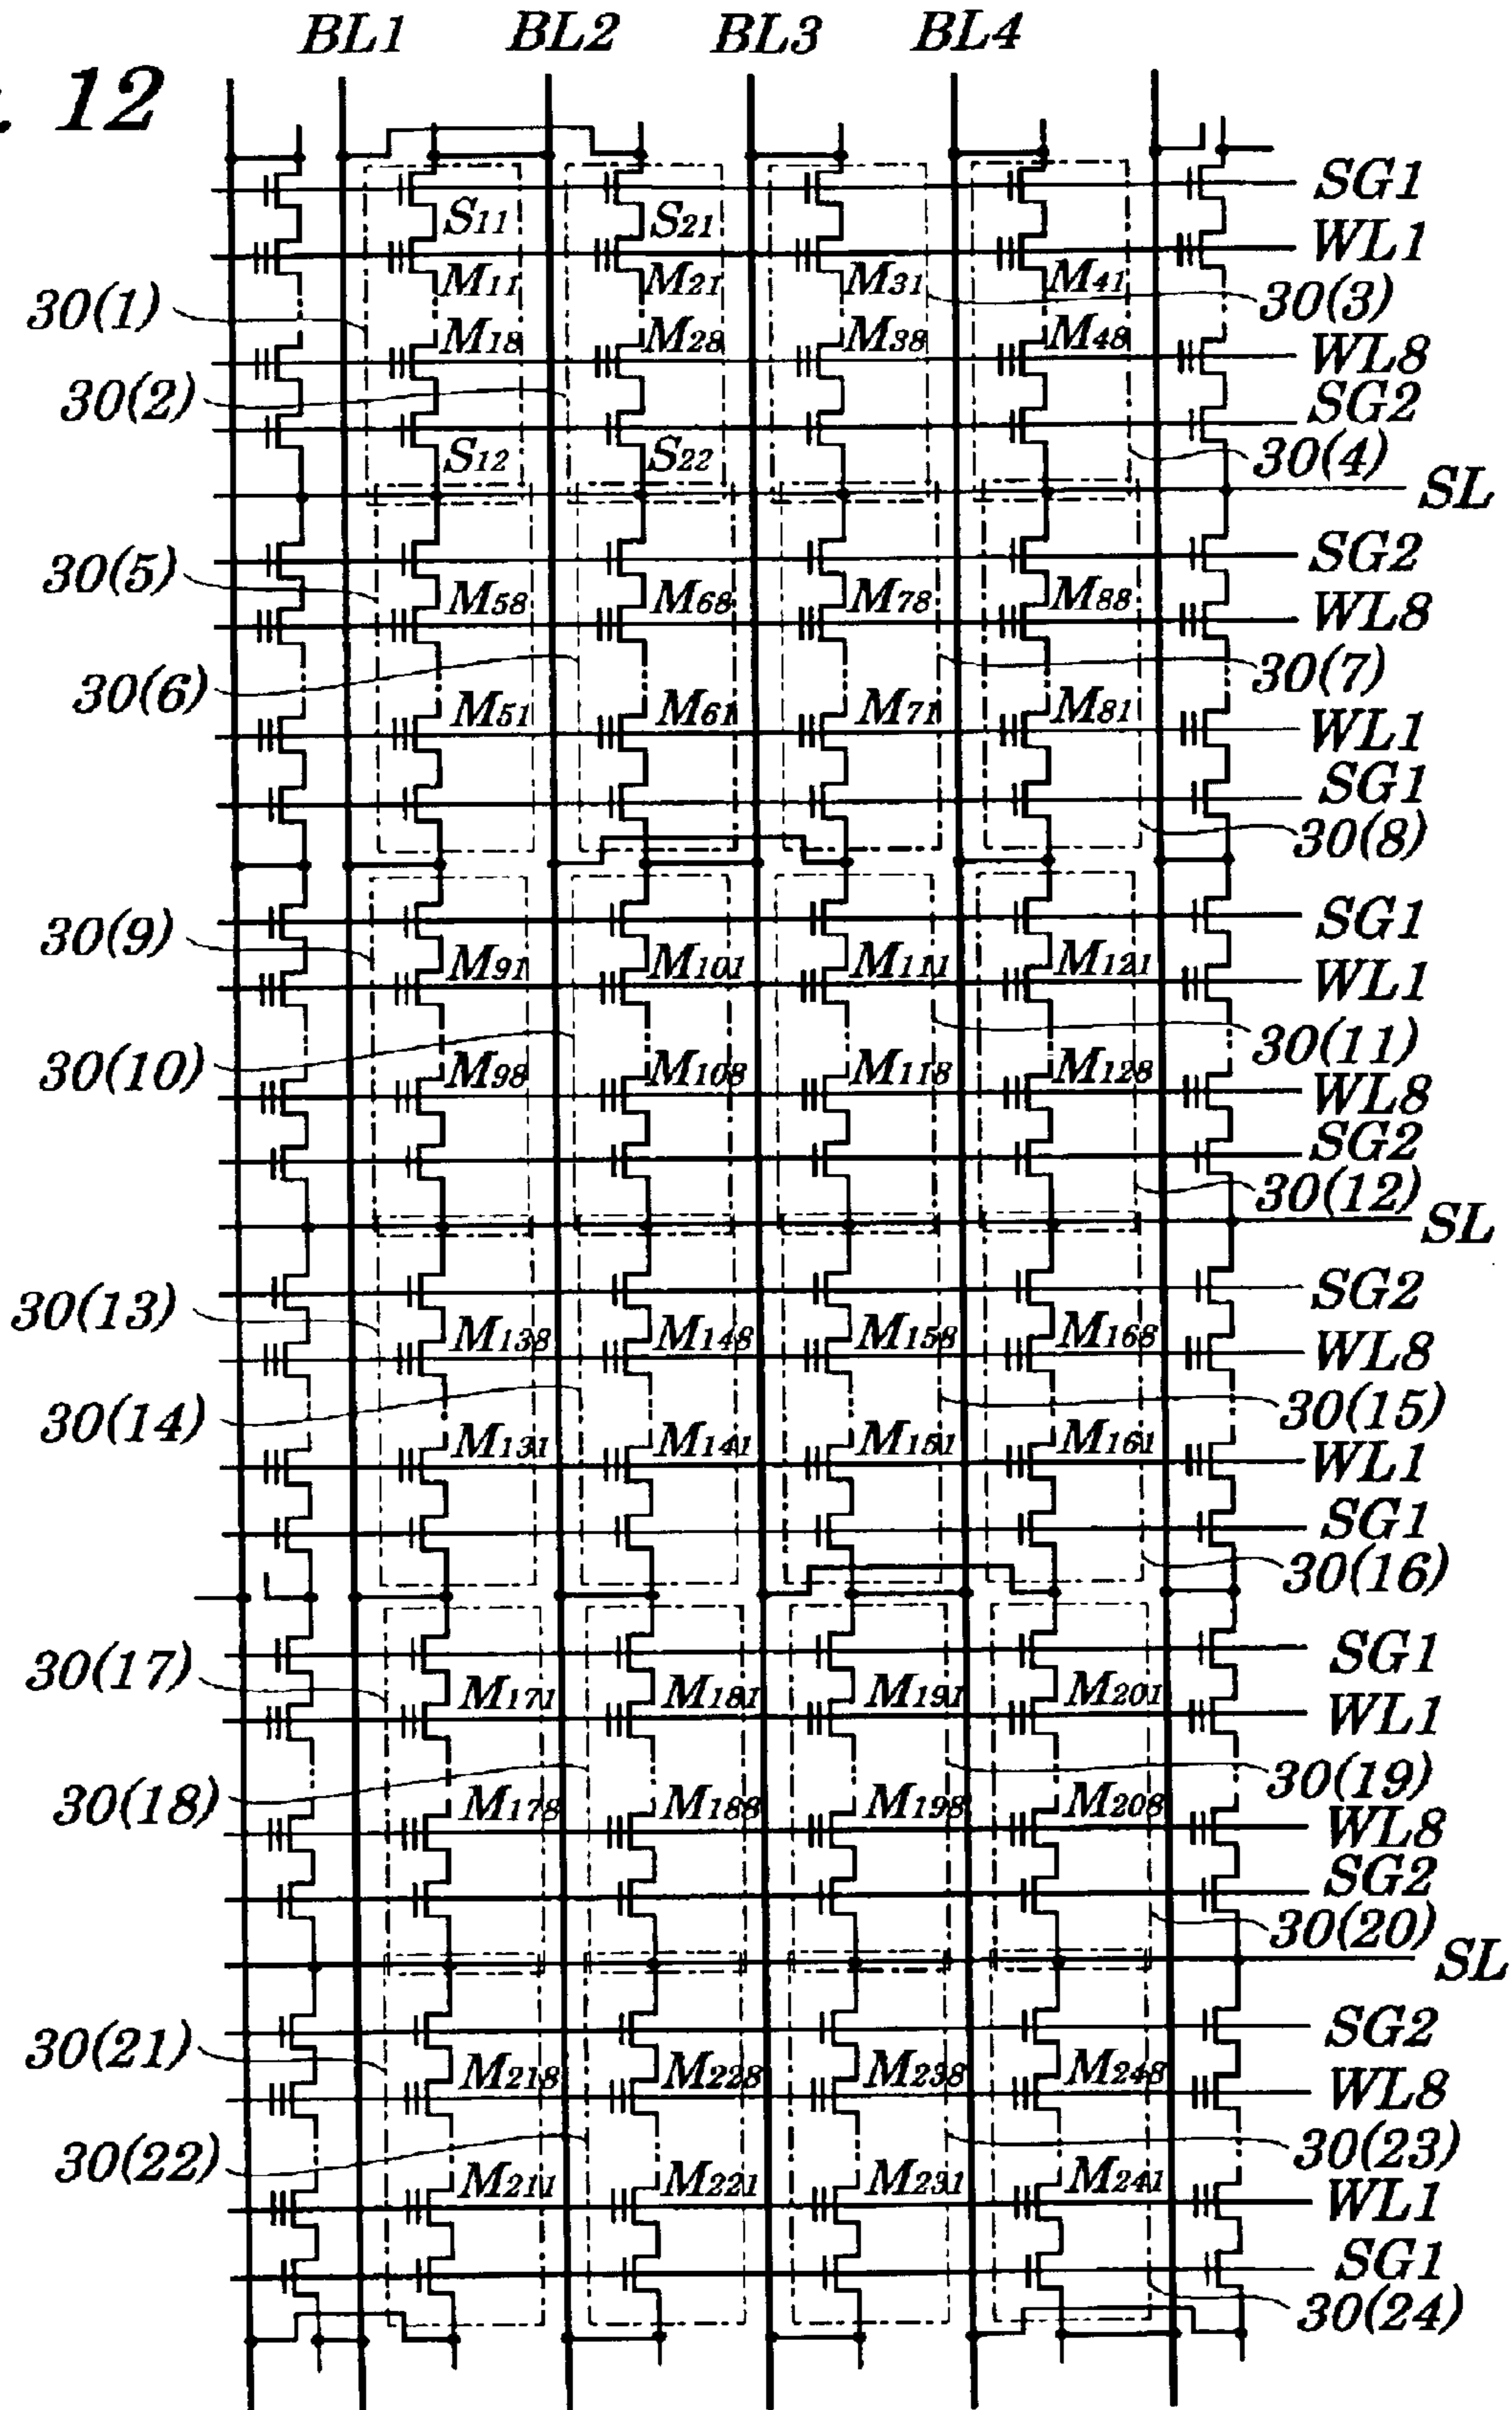 . 12
BL1 BL2 BL3 BL4
SG1
S11 S21
WL1
M11 M21 M31 M41
30(1) 30(3)
M18 M28 M38 M48
WL8
30(2)
SG2
S12 S22
30(4)
SL
30(5)
SG2
M58 M68 M78 M88
WL8
30(6) 30(7)
M51 M61 M71 M81
WL1
SG1
30(8)
30(9)
SG1
M91 M101 M111 M121
WL1
30(10) 30(11)
M98 M108 M118 M128
WL8
SG2
30(12)
SL
30(13)
SG2
M138 M148 M158 M168
WL8
30(14) 30(15)
M131 M141 M151 M161
WL1
SG1
30(16)
30(17)
SG1
M171 M181 M191 M201
WL1
30(18) 30(19)
M178 M188 M198 M208
WL8
SG2
30(20)
SL
30(21)
SG2
M218 M228 M238 M248
WL8
30(22) 30(23)
M211 M221 M231 M241
WL1
SG1
30(24)